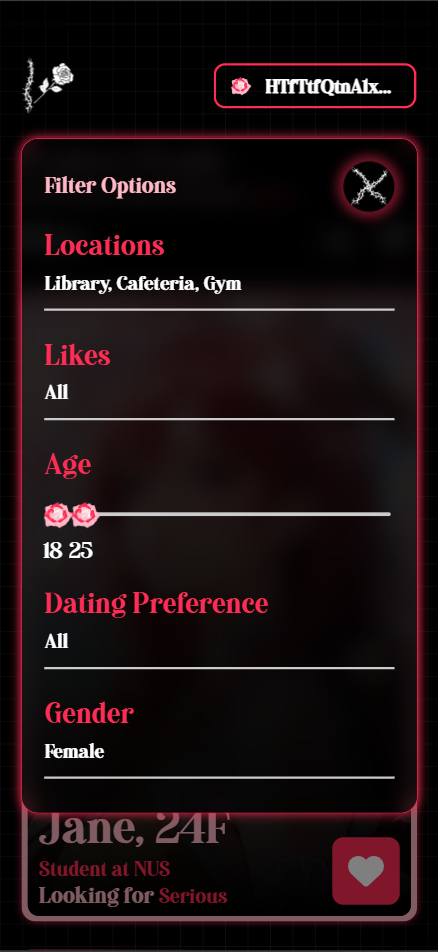 HTfTtfQtnA1x...
Filter Options
Locations
Library, Cafeteria, Gym
Likes
All
Age
18 25
Dating Preference
All
Gender
Female
Jane, 24F
Student at NUS
Looking for Serious